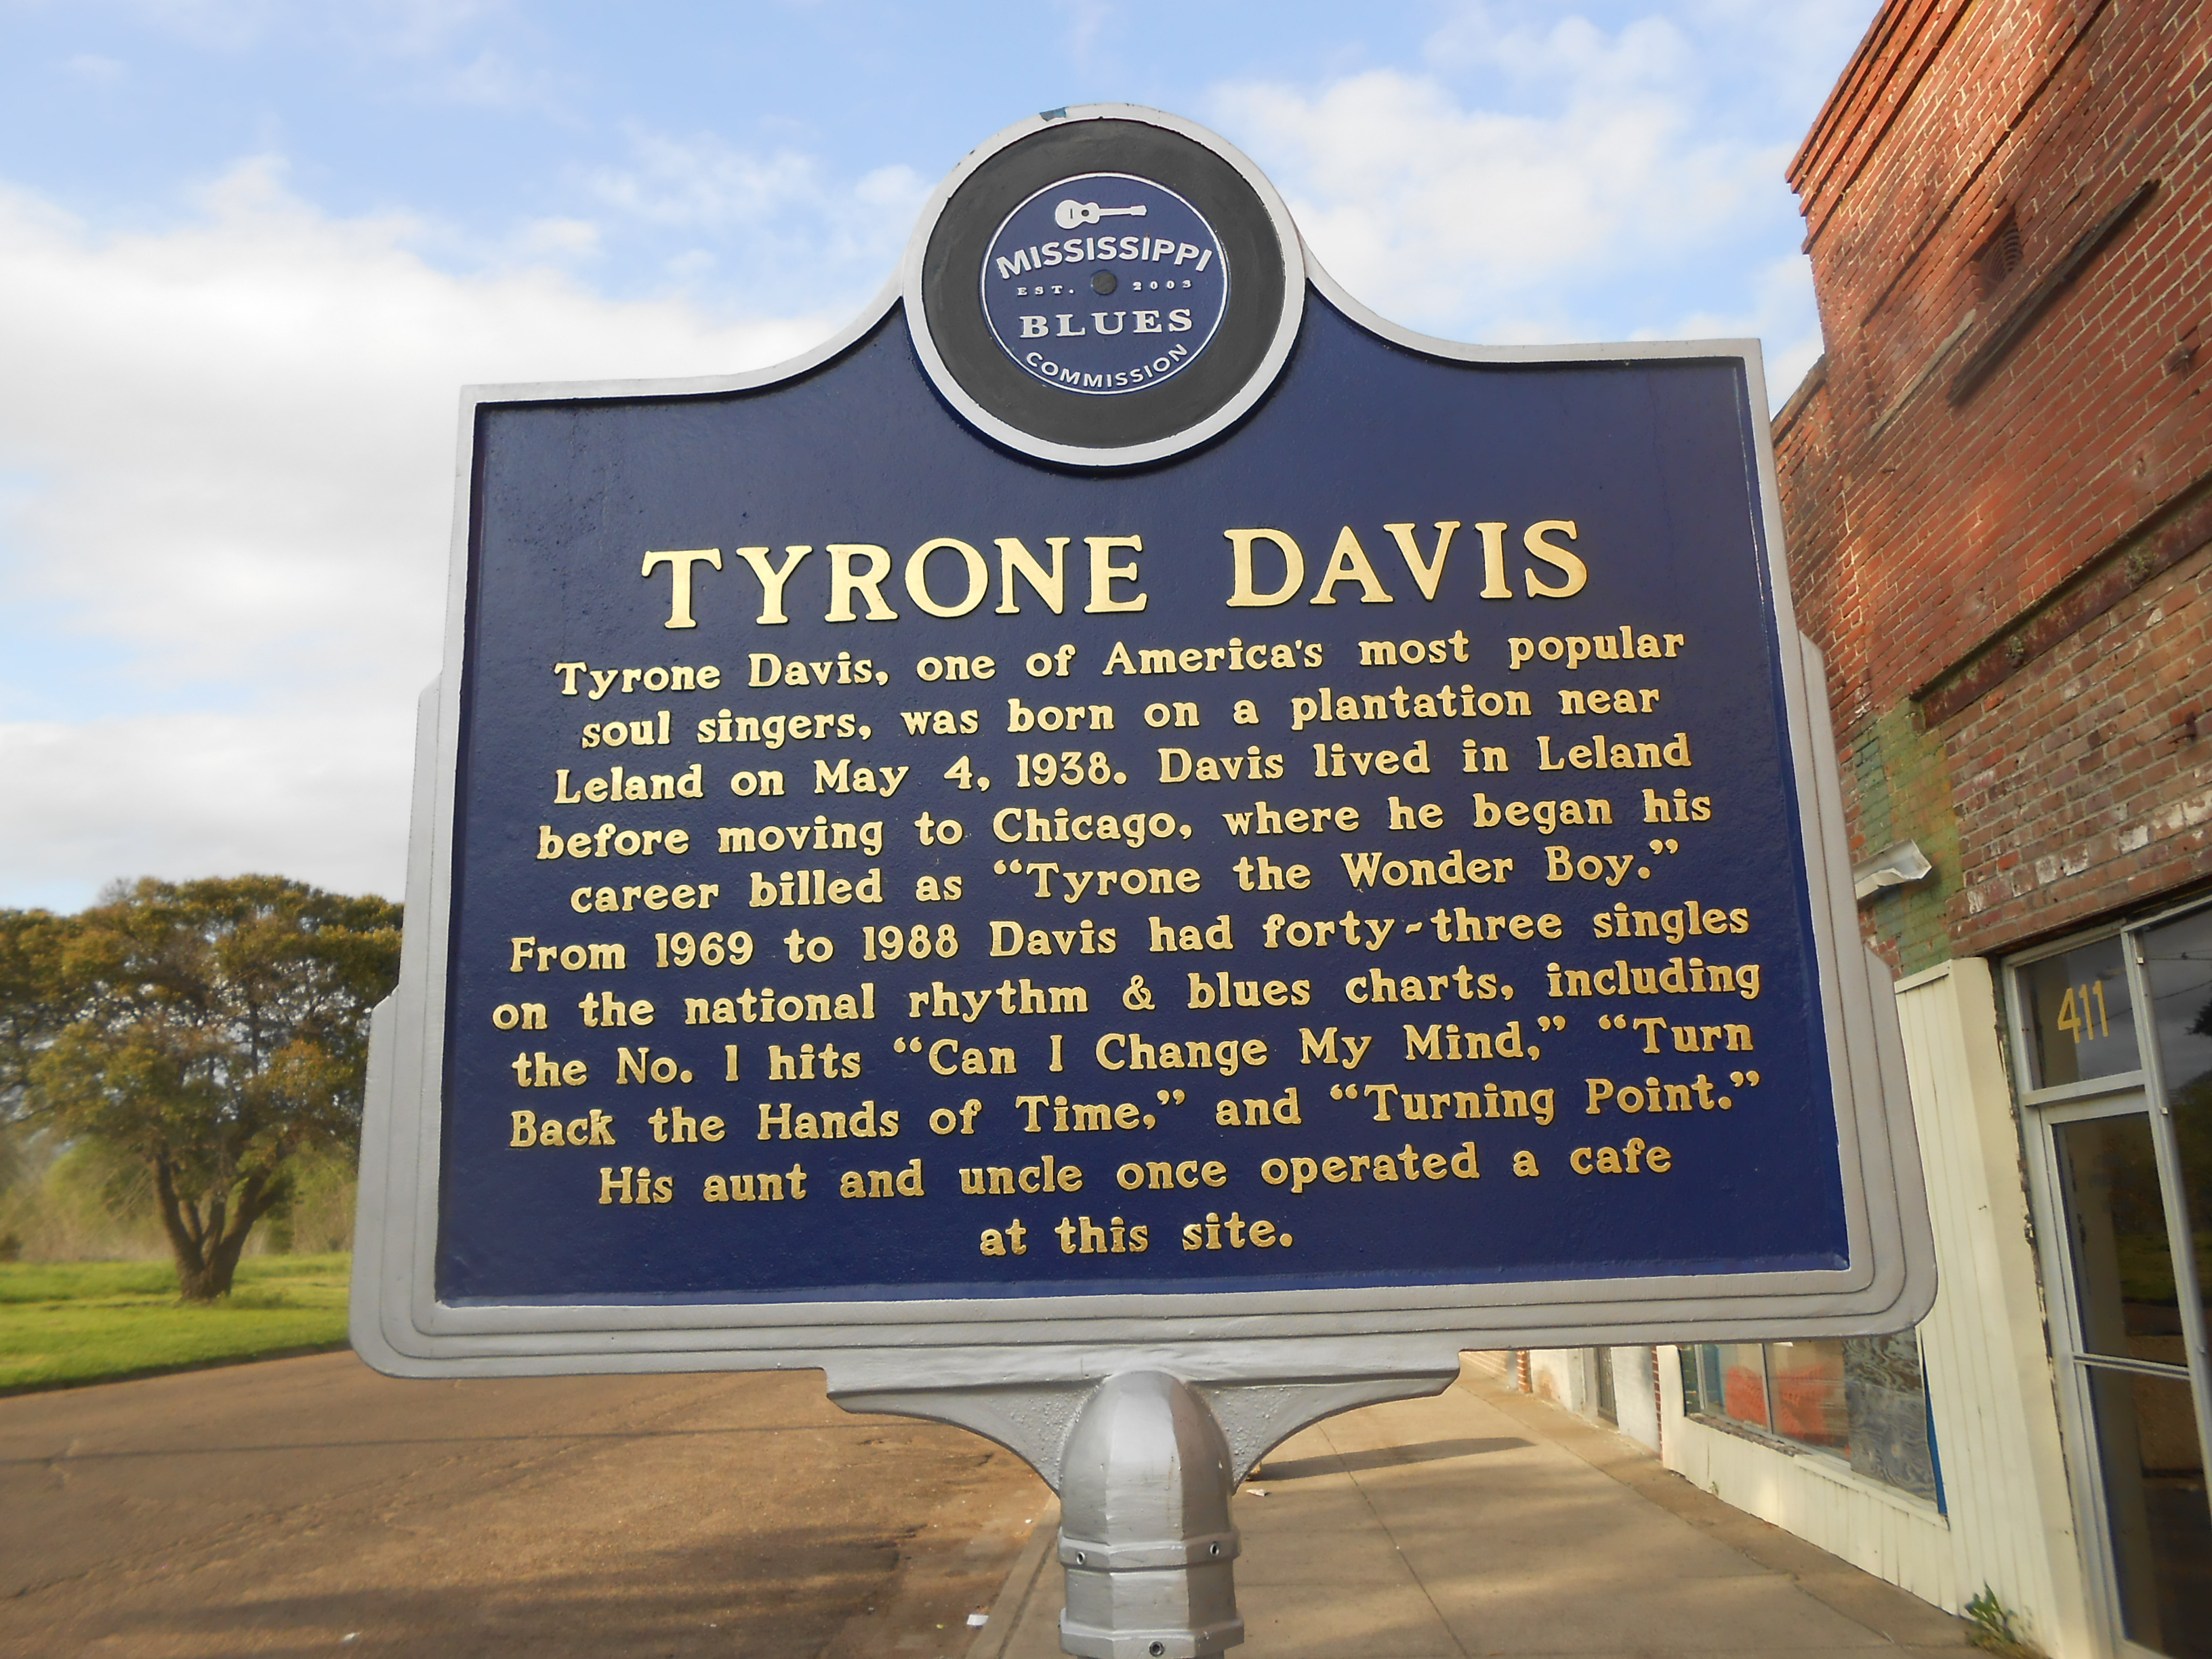 MISSISSIPPI
EST. 2003
BLUES
COMMISSION
TYRONE DAVIS
Tyrone Davis, one of America's most popular
soul singers, was born on a plantation near
Leland on May 4, 1938. Davis lived in Leland
before moving to Chicago, where he began his
career billed as “Tyrone the Wonder Boy.”
From 1969 to 1988 Davis had forty-three singles
on the national rhythm & blues charts, including
the No. 1 hits “Can I Change My Mind,” “Turn
Back the Hands of Time,” and “Turning Point.”
His aunt and uncle once operated a cafe
at this site.
411